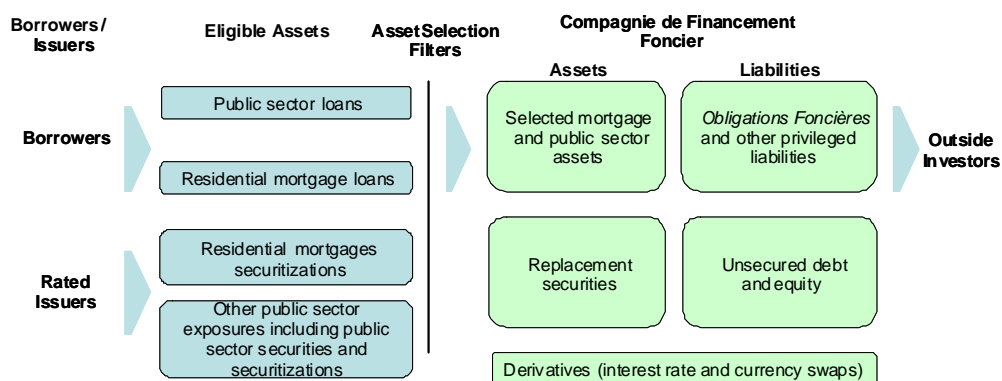 Borrowers /
Issuers
Eligible Assets
Asset Selection
Filters
Compagnie de Financement
Foncier
Assets
Liabilities
Borrowers
Public sector loans
Residential mortgage loans
Selected mortgage
and public sector
assets
Obligations Foncières
and other privileged
liabilities
Outside
Investors
Rated
Issuers
Residential mortgages
securitizations
Other public sector
exposures including public
sector securities and
securitizations
Replacement
securities
Unsecured debt
and equity
Derivatives (interest rate and currency swaps)